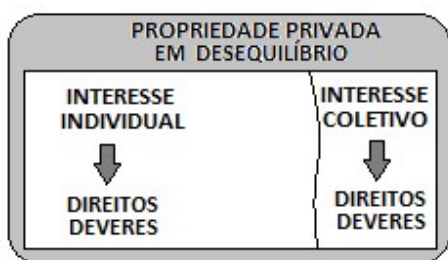 PROPRIEDADE PRIVADA
EM DESEQUILÍBRIO
INTERESSE
INDIVIDUAL
DIREITOS
DEVERES
INTERESSE
COLETIVO
DIREITOS
DEVERES